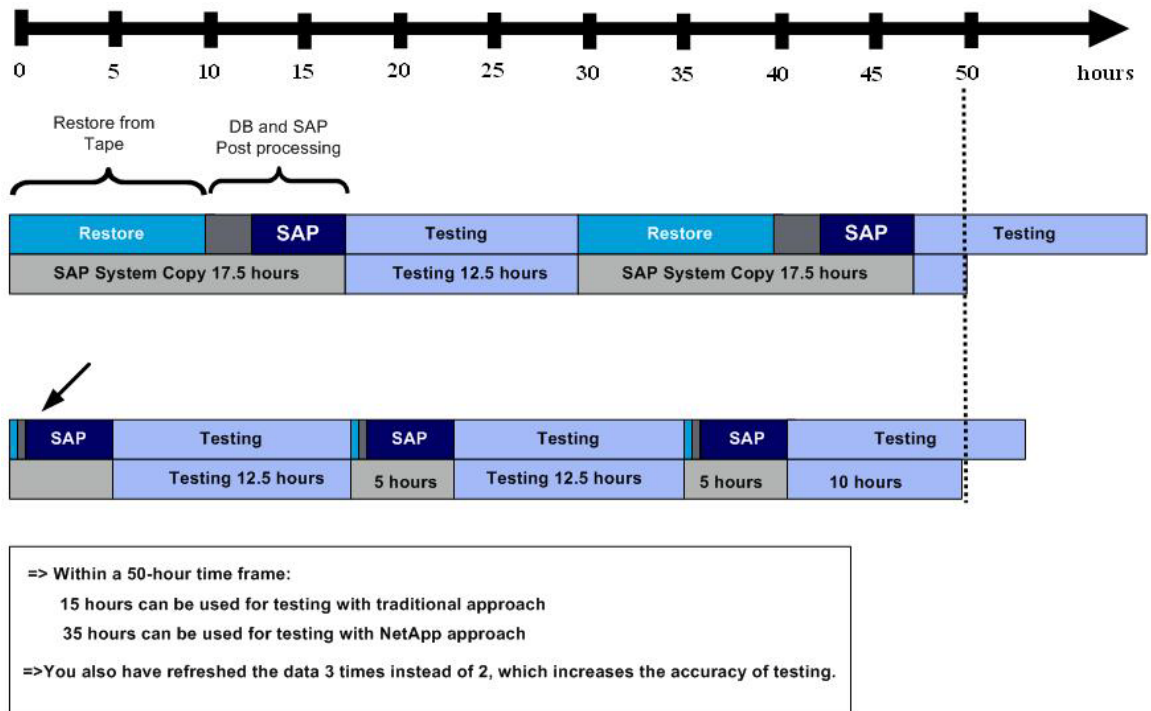 0 5 10 15 20 25 30 35 40 45 50 hours
Restore from
Tape
DB and SAP
Post processing
Restore SAP Testing Restore SAP Testing
SAP System Copy 17.5 hours Testing 12.5 hours SAP System Copy 17.5 hours
SAP Testing SAP Testing SAP Testing
Testing 12.5 hours 5 hours Testing 12.5 hours 5 hours 10 hours
=> Within a 50-hour time frame:
15 hours can be used for testing with traditional approach
35 hours can be used for testing with NetApp approach
=>You also have refreshed the data 3 times instead of 2, which increases the accuracy of testing.